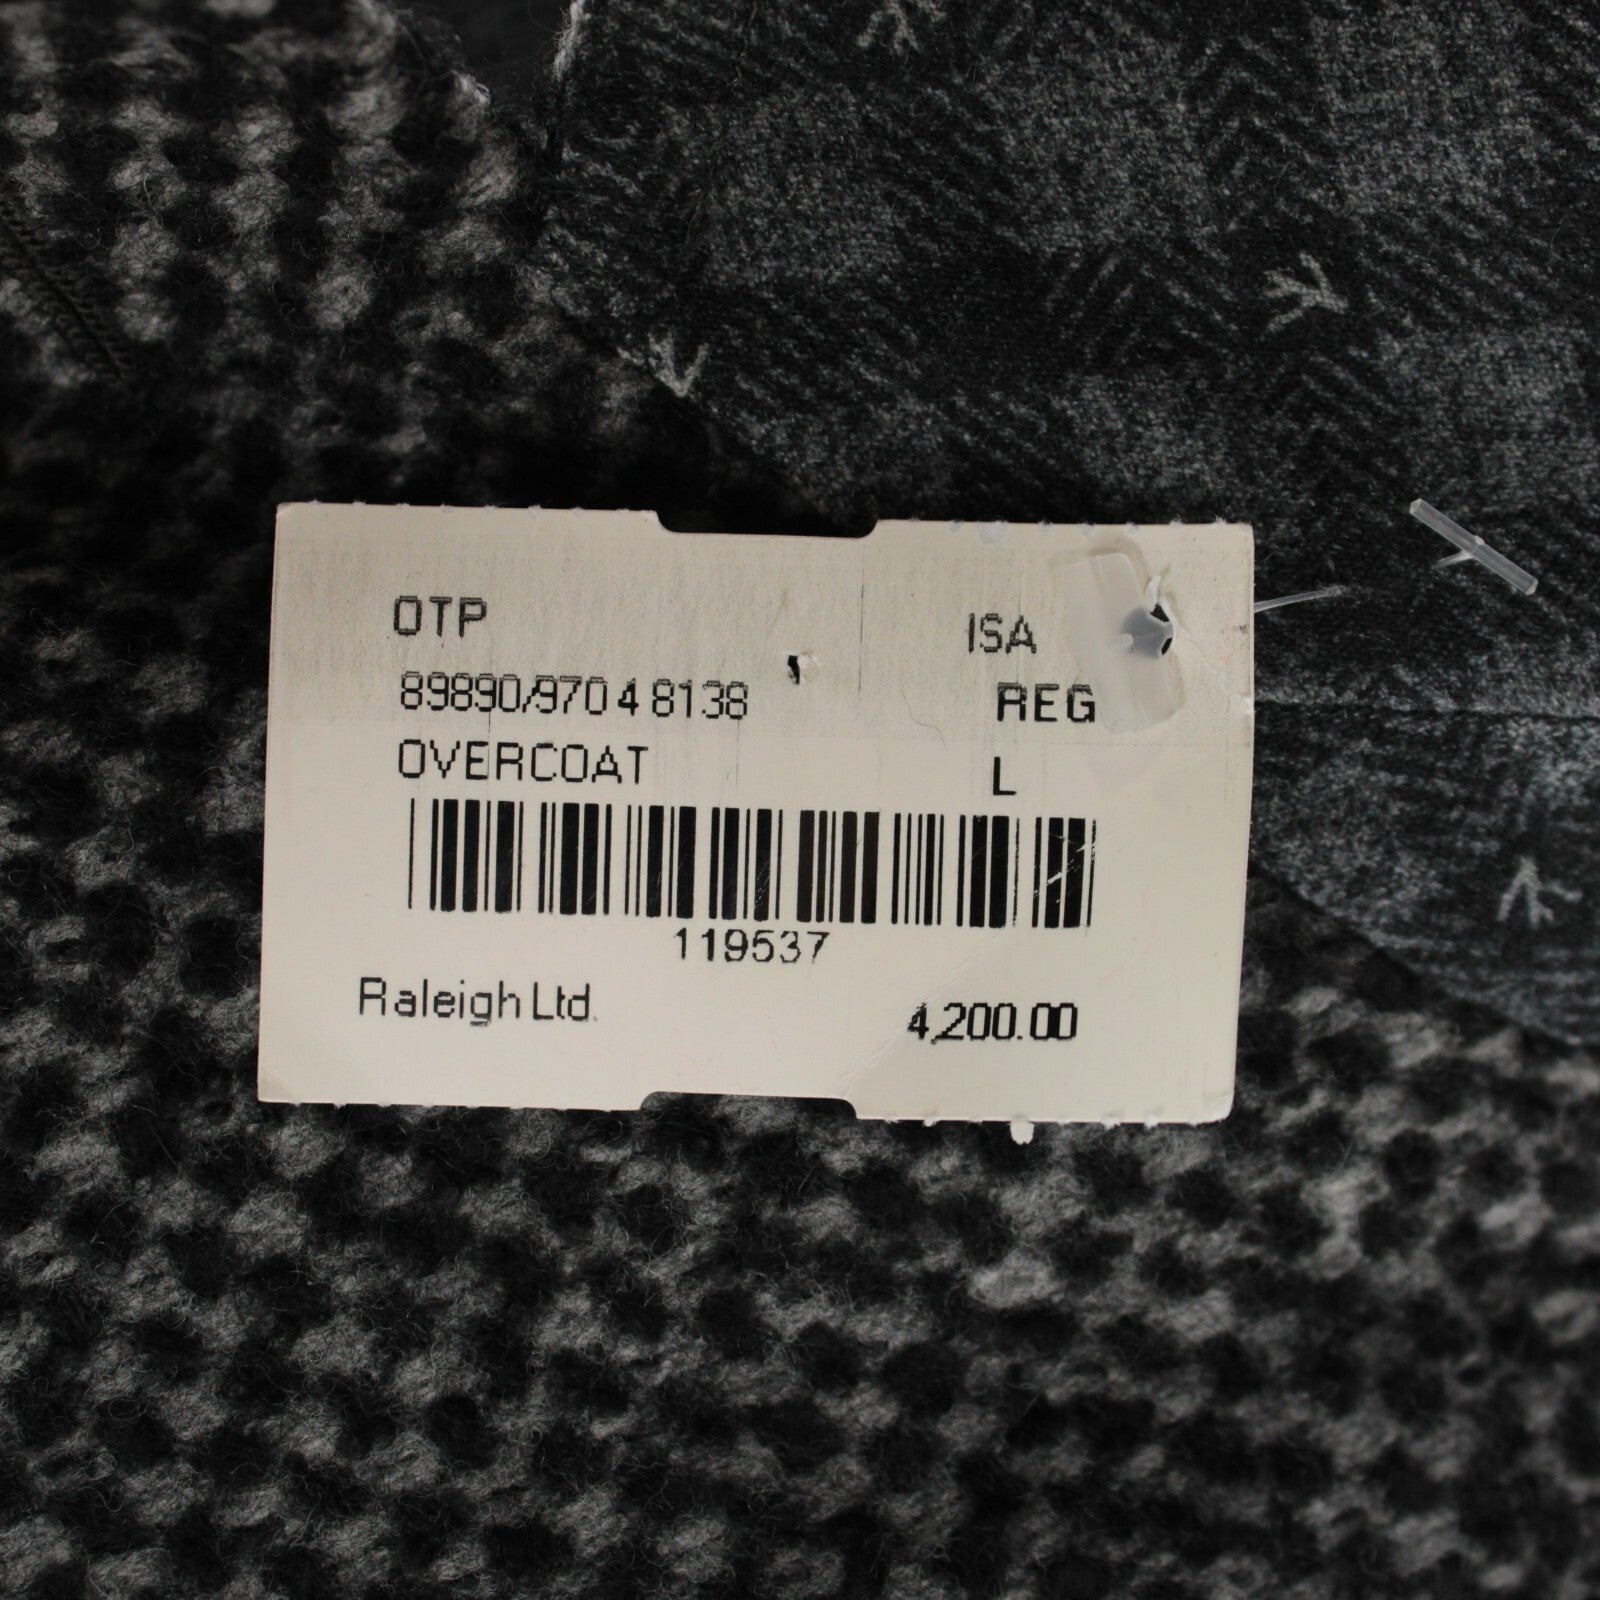 OTP ISA
89890/970 4 8138 REG
OVERCOAT L
119537
Raleigh Ltd. 4,200.00